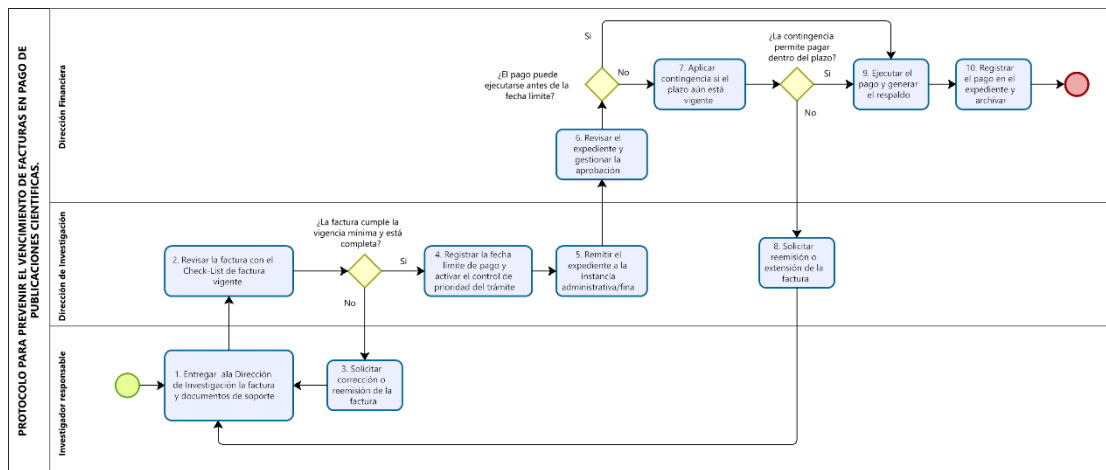 PROTOCOLO PARA PREVENIR EL VENCIMIENTO DE FACTURAS EN PAGO DE
PUBLICACIONES CIENTIFICAS.
Dirección Financiera
Si
¿El pago puede
ejecutarse antes de la
fecha límite?
No
7. Aplicar
contingencia si el
plazo aún está
vigente
¿La contingencia
permite pagar
dentro del plazo?
Si
No
9. Ejecutar el
pago y generar
el respaldo
10. Registrar
el pago en el
expediente y
archivar
6. Revisar el
expediente y
gestionar la
aprobación
Dirección de Investigación
2. Revisar la factura con el
Check-List de factura
vigente
¿La factura cumple la
vigencia mínima y está
completa?
Si
No
4. Registrar la fecha
límite de pago y
activar el control de
prioridad del trámite
5. Remitir el
expediente a la
instancia
administrativa/fina
8. Solicitar
reemisión o
extensión de la
factura
Investigador responsable
1. Entregar ala Dirección
de Investigación la factura
y documentos de soporte
3. Solicitar
corrección o
reemisión de la
factura